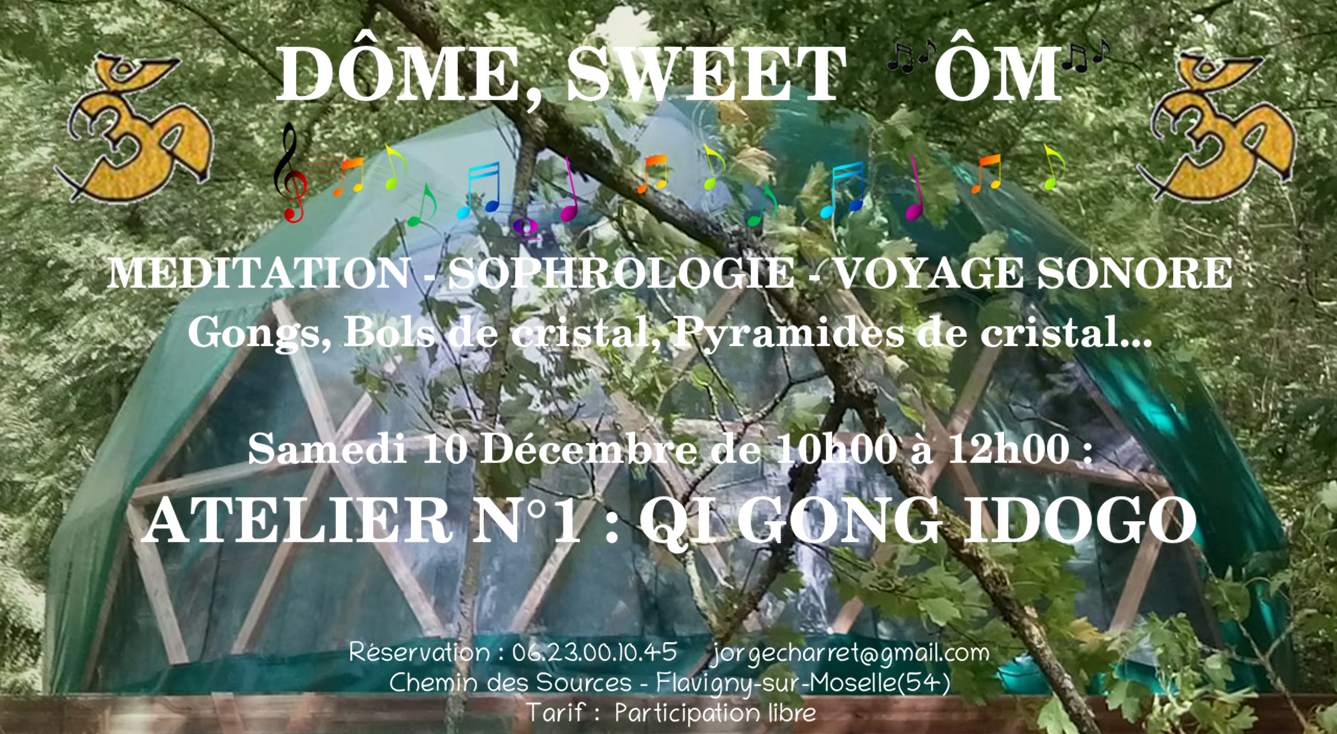 DÔME, SWEET ÔM
MEDITATION - SOPHROLOGIE - VOYAGE SONORE
Gongs, Bols de cristal, Pyramides de cristal...
Samedi 10 Décembre de 10h00 à 12h00 :
ATELIER N°1 : QI GONG IDOGO
Réservation : 06.23.00.10.45 jorgecharret@gmail.com
Chemin des Sources - Flavigny-sur-Moselle(54)
Tarif : Participation libre